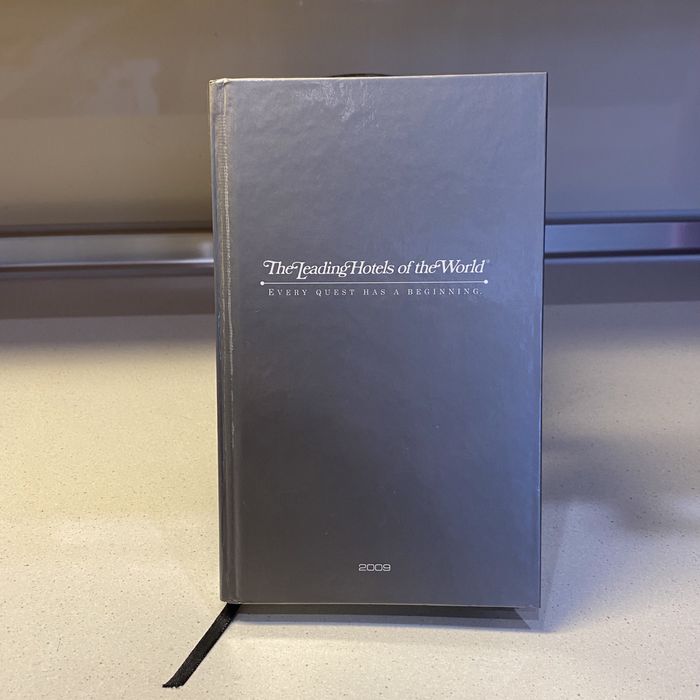 The Leading Hotels of the World®
EVERY QUEST HAS A BEGINNING.
2009